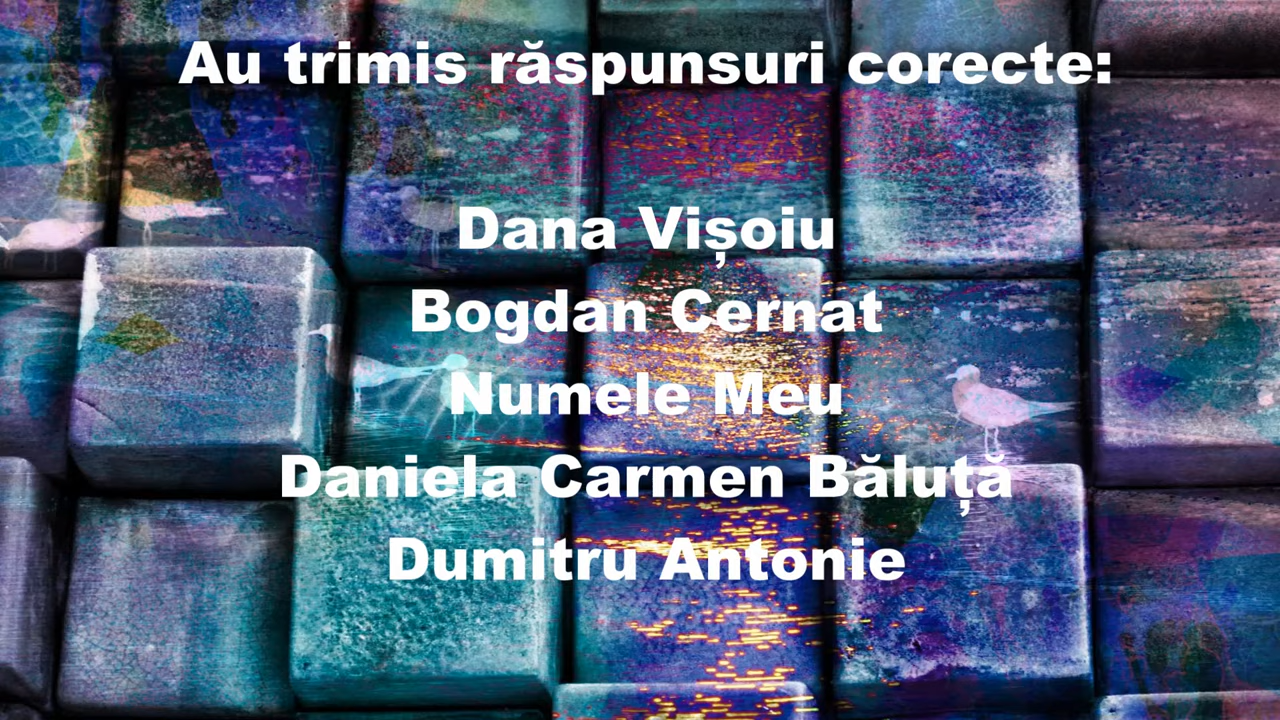 Au trimis răspunsuri corecte:
Dana Vișoiu
Bogdan Cernat
Numele Meu
Daniela Carmen Băluță
Dumitru Antonie